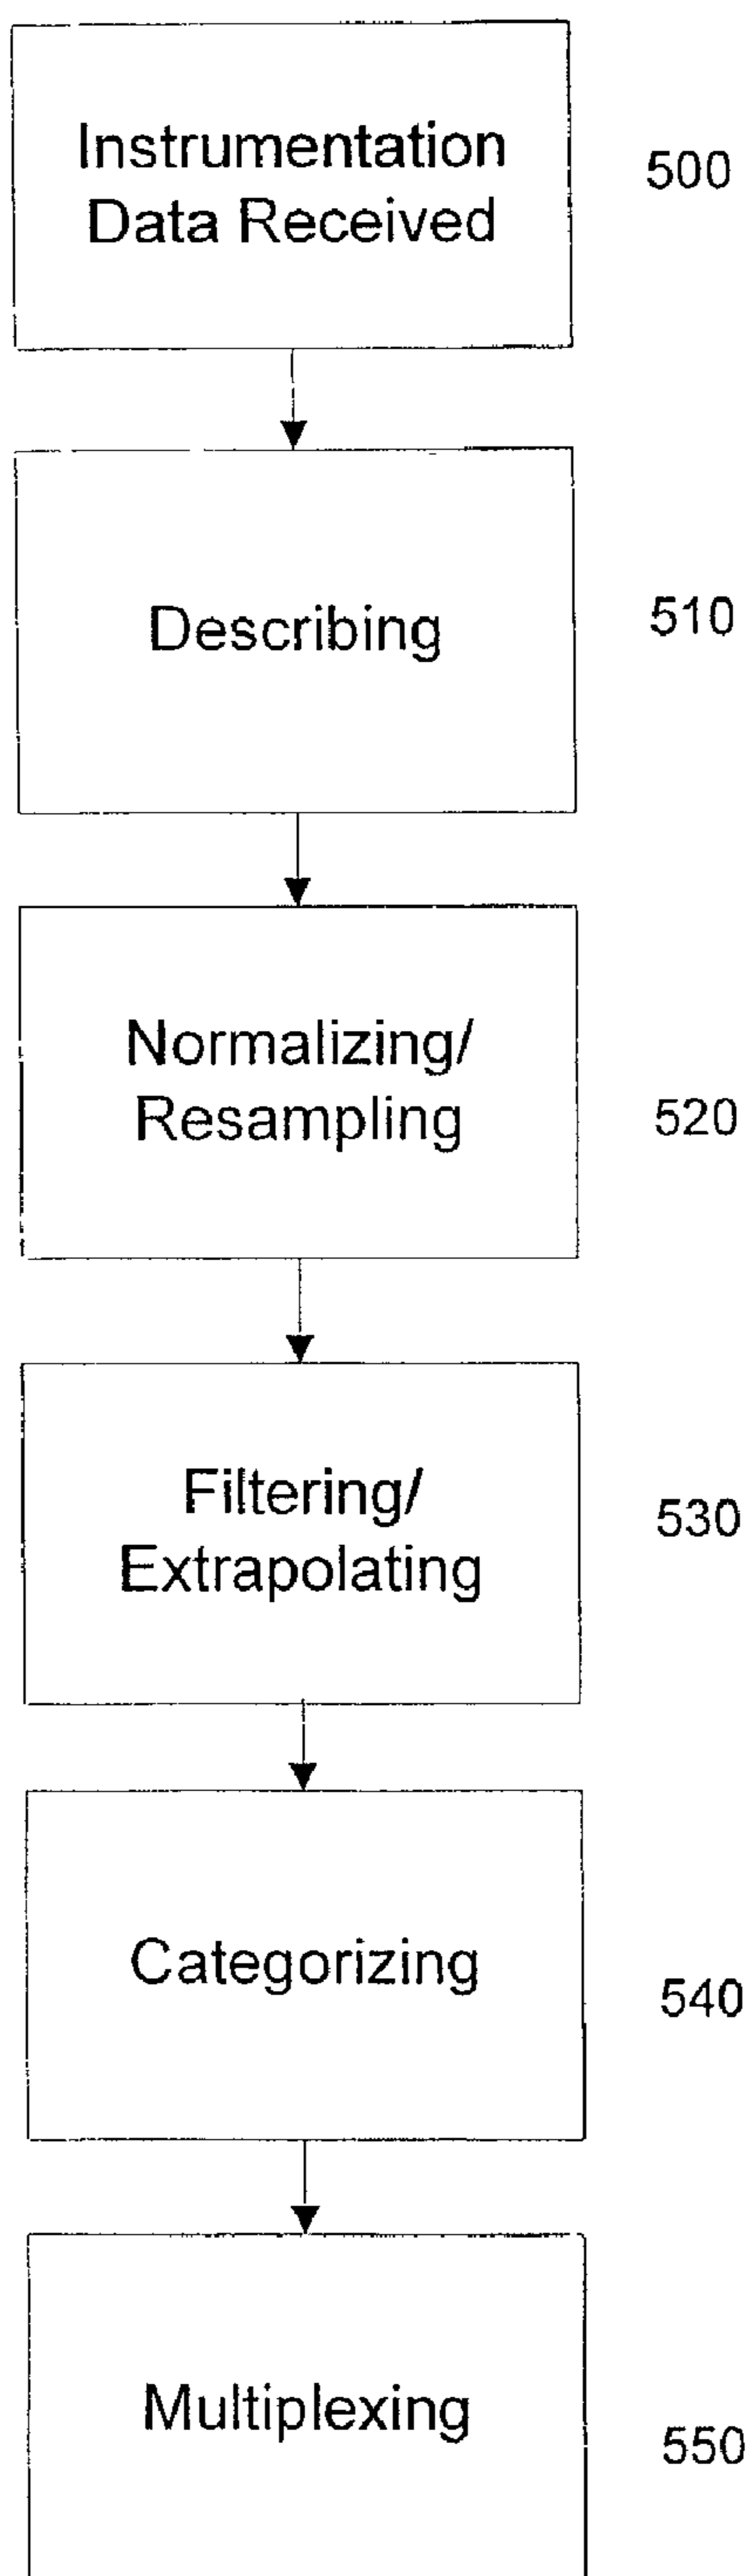 Instrumentation
Data Received
500
Describing
510
Normalizing/
Resampling
520
Filtering/
Extrapolating
530
Categorizing
540
Multiplexing
550